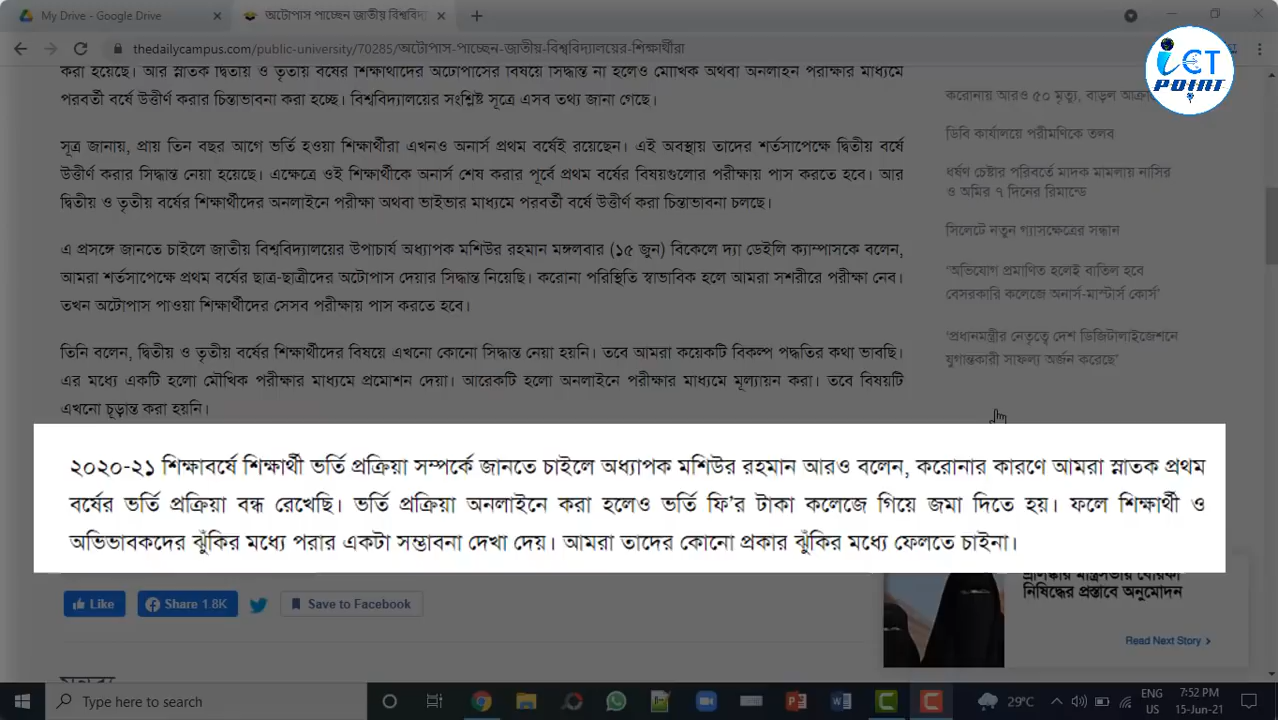 My Drive - Google Drive
অটোপাস পাচ্ছেন জাতীয় বিশ্ববিদ্য
thedailycampus.com/public-university/70285/অটোপাস-পাচ্ছেন-জাতীয়-বিশ্ববিদ্যালয়ের-শিক্ষার্থীরা
iCT
POINT
করা হয়েছে। আর স্নাতক দ্বিতীয় ও তৃতীয় বর্ষের শিক্ষার্থীদের অটোপাসের বিষয়ে সিদ্ধান্ত না হলেও মৌখিক অথবা অনলাইন পরীক্ষার মাধ্যমে
পরবর্তী বর্ষে উত্তীর্ণ করার চিন্তাভাবনা করা হচ্ছে। বিশ্ববিদ্যালয়ের সংশ্লিষ্ট সূত্রে এসব তথ্য জানা গেছে।
সূত্র জানায়, প্রায় তিন বছর আগে ভর্তি হওয়া শিক্ষার্থীরা এখনও অনার্স প্রথম বর্ষেই রয়েছেন। এই অবস্থায় তাদের শর্তসাপেক্ষে দ্বিতীয় বর্ষে
উত্তীর্ণ করার সিদ্ধান্ত নেয়া হয়েছে। এক্ষেত্রে ওই শিক্ষার্থীকে অনার্স শেষ করার পূর্বে প্রথম বর্ষের বিষয়গুলোর পরীক্ষায় পাস করতে হবে। আর
দ্বিতীয় ও তৃতীয় বর্ষের শিক্ষার্থীদের অনলাইনে পরীক্ষা অথবা ভাইভার মাধ্যমে পরবর্তী বর্ষে উত্তীর্ণ করা চিন্তাভাবনা চলছে।
এ প্রসঙ্গে জানতে চাইলে জাতীয় বিশ্ববিদ্যালয়ের উপাচার্য অধ্যাপক মশিউর রহমান মঙ্গলবার (১৫ জুন) বিকেলে দ্যা ডেইলি ক্যাম্পাসকে বলেন,
আমরা শর্তসাপেক্ষে প্রথম বর্ষের ছাত্র-ছাত্রীদের অটোপাস দেয়ার সিদ্ধান্ত নিয়েছি। করোনা পরিস্থিতি স্বাভাবিক হলে আমরা সশরীরে পরীক্ষা নেব।
তখন অটোপাস পাওয়া শিক্ষার্থীদের সেসব পরীক্ষায় পাস করতে হবে।
তিনি বলেন, দ্বিতীয় ও তৃতীয় বর্ষের শিক্ষার্থীদের বিষয়ে এখনো কোনো সিদ্ধান্ত নেয়া হয়নি। তবে আমরা কয়েকটি বিকল্প পদ্ধতির কথা ভাবছি।
এর মধ্যে একটি হলো মৌখিক পরীক্ষার মাধ্যমে প্রমোশন দেয়া। আরেকটি হলো অনলাইনে পরীক্ষার মাধ্যমে মূল্যায়ন করা। তবে বিষয়টি
এখনো চূড়ান্ত করা হয়নি।
২০২০-২১ শিক্ষাবর্ষে শিক্ষার্থী ভর্তি প্রক্রিয়া সম্পর্কে জানতে চাইলে অধ্যাপক মশিউর রহমান আরও বলেন, করোনার কারণে আমরা স্নাতক প্রথম
বর্ষের ভর্তি প্রক্রিয়া বন্ধ রেখেছি। ভর্তি প্রক্রিয়া অনলাইনে করা হলেও ভর্তি ফি’র টাকা কলেজে গিয়ে জমা দিতে হয়। ফলে শিক্ষার্থী ও
অভিভাবকদের ঝুঁকির মধ্যে পরার একটা সম্ভাবনা দেখা দেয়। আমরা তাদের কোনো প্রকার ঝুঁকির মধ্যে ফেলতে চাইনা।
Like
Share 1.8K
Save to Facebook
করোনায় আরও ৫০ মৃত্যু, বাড়ল
ডিবি কার্যালয়ে পরীমণিকে তলব
ধর্ষণ চেষ্টার পরিবর্তে মাদক মামলায় নাসির
ও অমির ৭ দিনের রিমান্ডে
সিলেটে নতুন গ্যাসক্ষেত্রের সন্ধান
‘অভিযোগ প্রমাণিত হলেই বাতিল হবে
বেসরকারি কলেজে অনার্স-মাস্টার্স কোর্স’
‘প্রধানমন্ত্রীর নেতৃত্বে দেশ ডিজিটালাইজেশনে
যুগান্তকারী সাফল্য অর্জন করেছে’
নিষিদ্ধের প্রস্তাবে অনুমোদন
Read Next Story >
Type here to search
29°C
ENG
US
7:52 PM
15-Jun-21